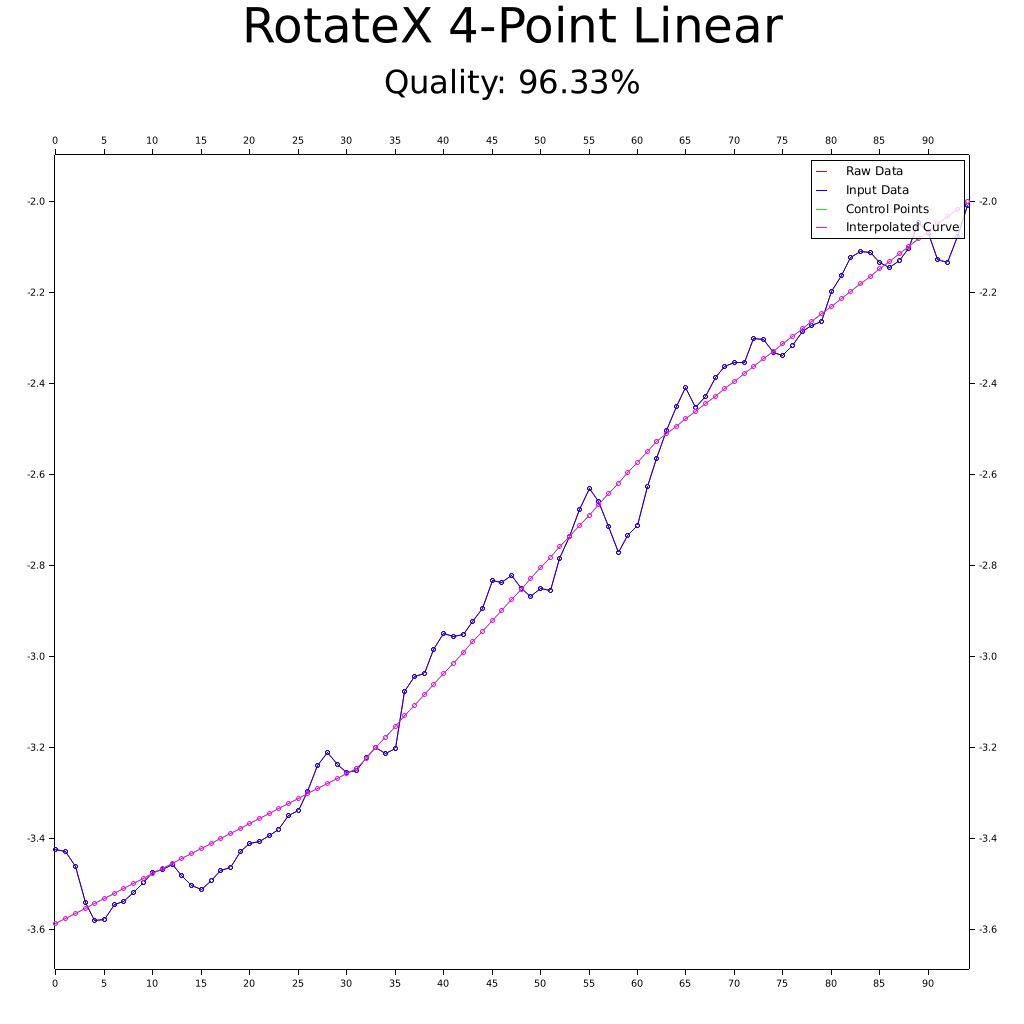 RotateX 4-Point Linear
Quality: 96.33%
0 5 10 15 20 25 30 35 40 45 50 55 60 65 70 75 80 85 90
Raw Data
-2.0 Input Data -2.0
Control Points
Interpolated Curve
-2.2 -2.2
-2.4 -2.4
-2.6 -2.6
-2.8 -2.8
-3.0 -3.0
-3.2 -3.2
-3.4 -3.4
-3.6 -3.6
0 5 10 15 20 25 30 35 40 45 50 55 60 65 70 75 80 85 90